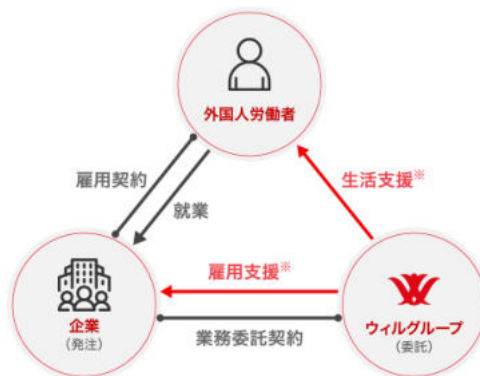 外国人労働者
雇用契約
就業
生活支援※
雇用支援※
企業
(発注)
業務委託契約
ウィルグループ
(委託)